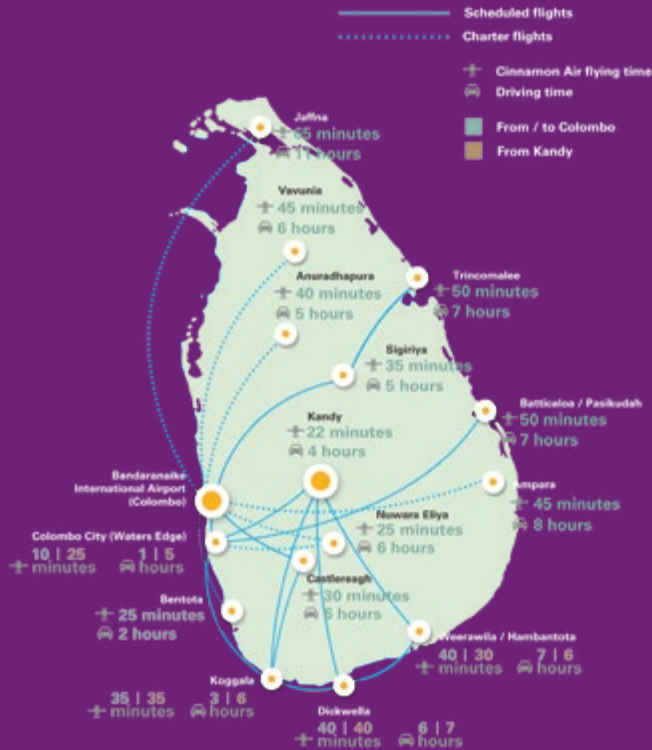 Scheduled flights
Charter flights
Cinnamon Air flying time
Driving time
From / to Colombo
From Kandy
Jaffna
65 minutes
11 hours
Vavunia
45 minutes
6 hours
Anuradhapura
40 minutes
5 hours
Trincomalee
50 minutes
7 hours
Sigiriya
35 minutes
5 hours
Batticaloa / Pasikudah
50 minutes
7 hours
Kandy
22 minutes
4 hours
Bandaranaike
International Airport
(Colombo)
Ampara
45 minutes
8 hours
Nuwara Eliya
25 minutes
6 hours
Colombo City (Waters Edge)
10 | 25
minutes
1 | 5
hours
Castlereagh
30 minutes
6 hours
Bentota
25 minutes
2 hours
Weerawila / Hambantota
40 | 30
minutes
7 | 6
hours
Koggala
35 | 35
minutes
3 | 6
hours
Dickwella
40 | 40
minutes
6 | 7
hours